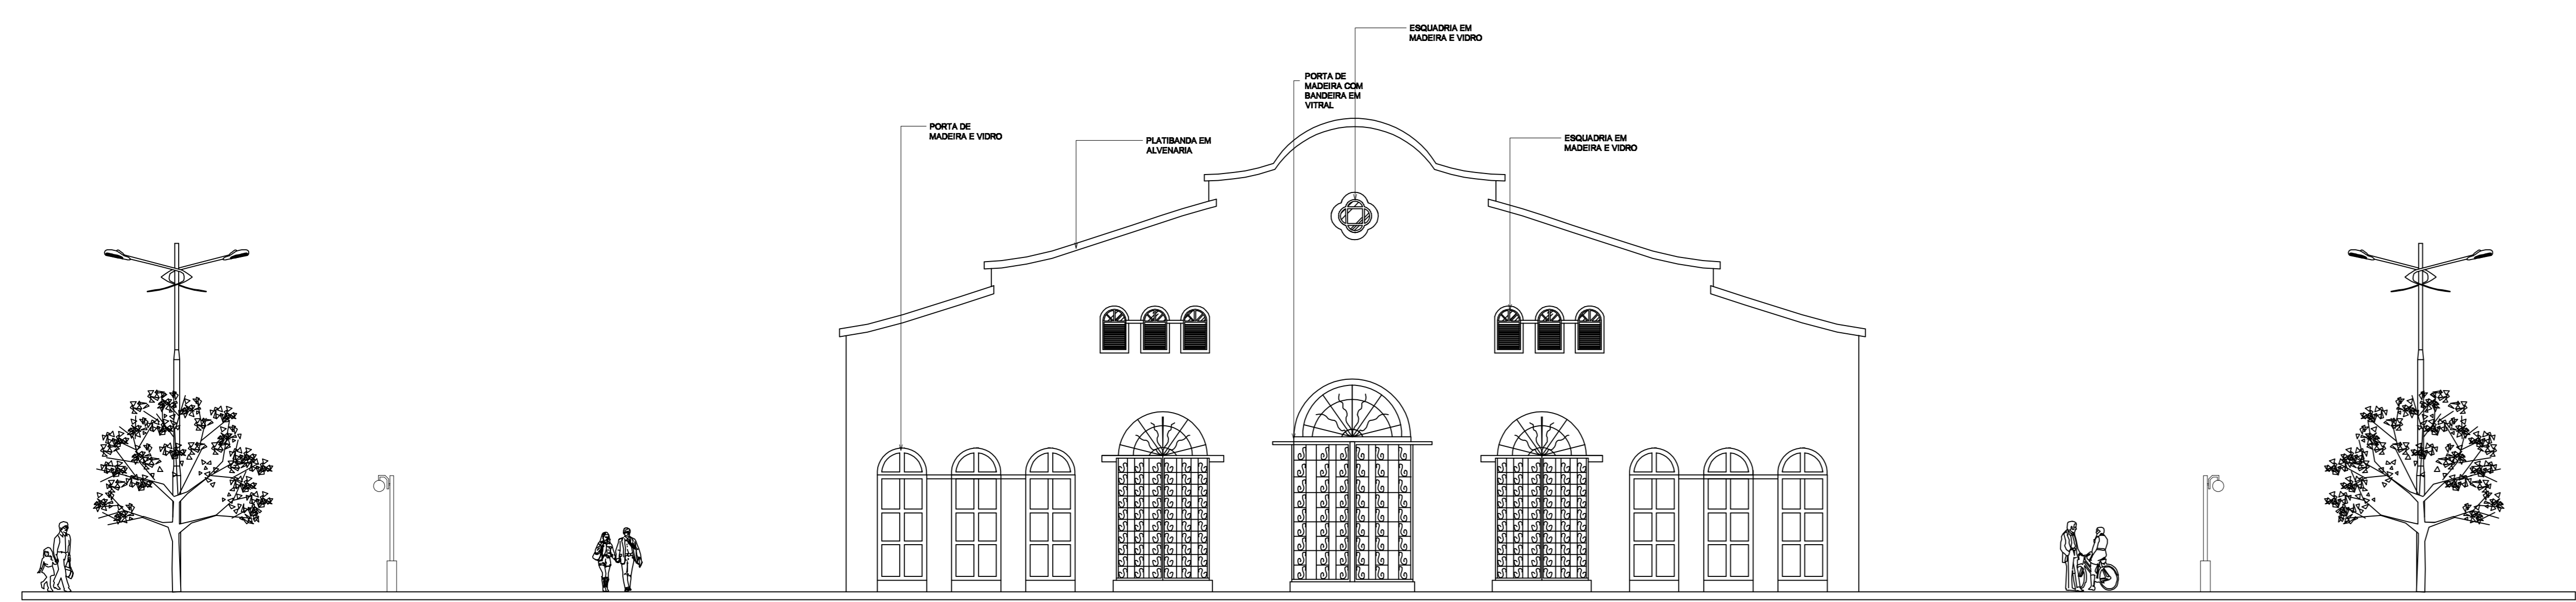 ESQUADRIA EM
MADEIRA E VIDRO
PORTA DE
MADEIRA COM
BANDEIRA EM
VITRAL
PORTA DE
MADEIRA E VIDRO
PLATIBANDA EM
ALVENARIA
ESQUADRIA EM
MADEIRA E VIDRO